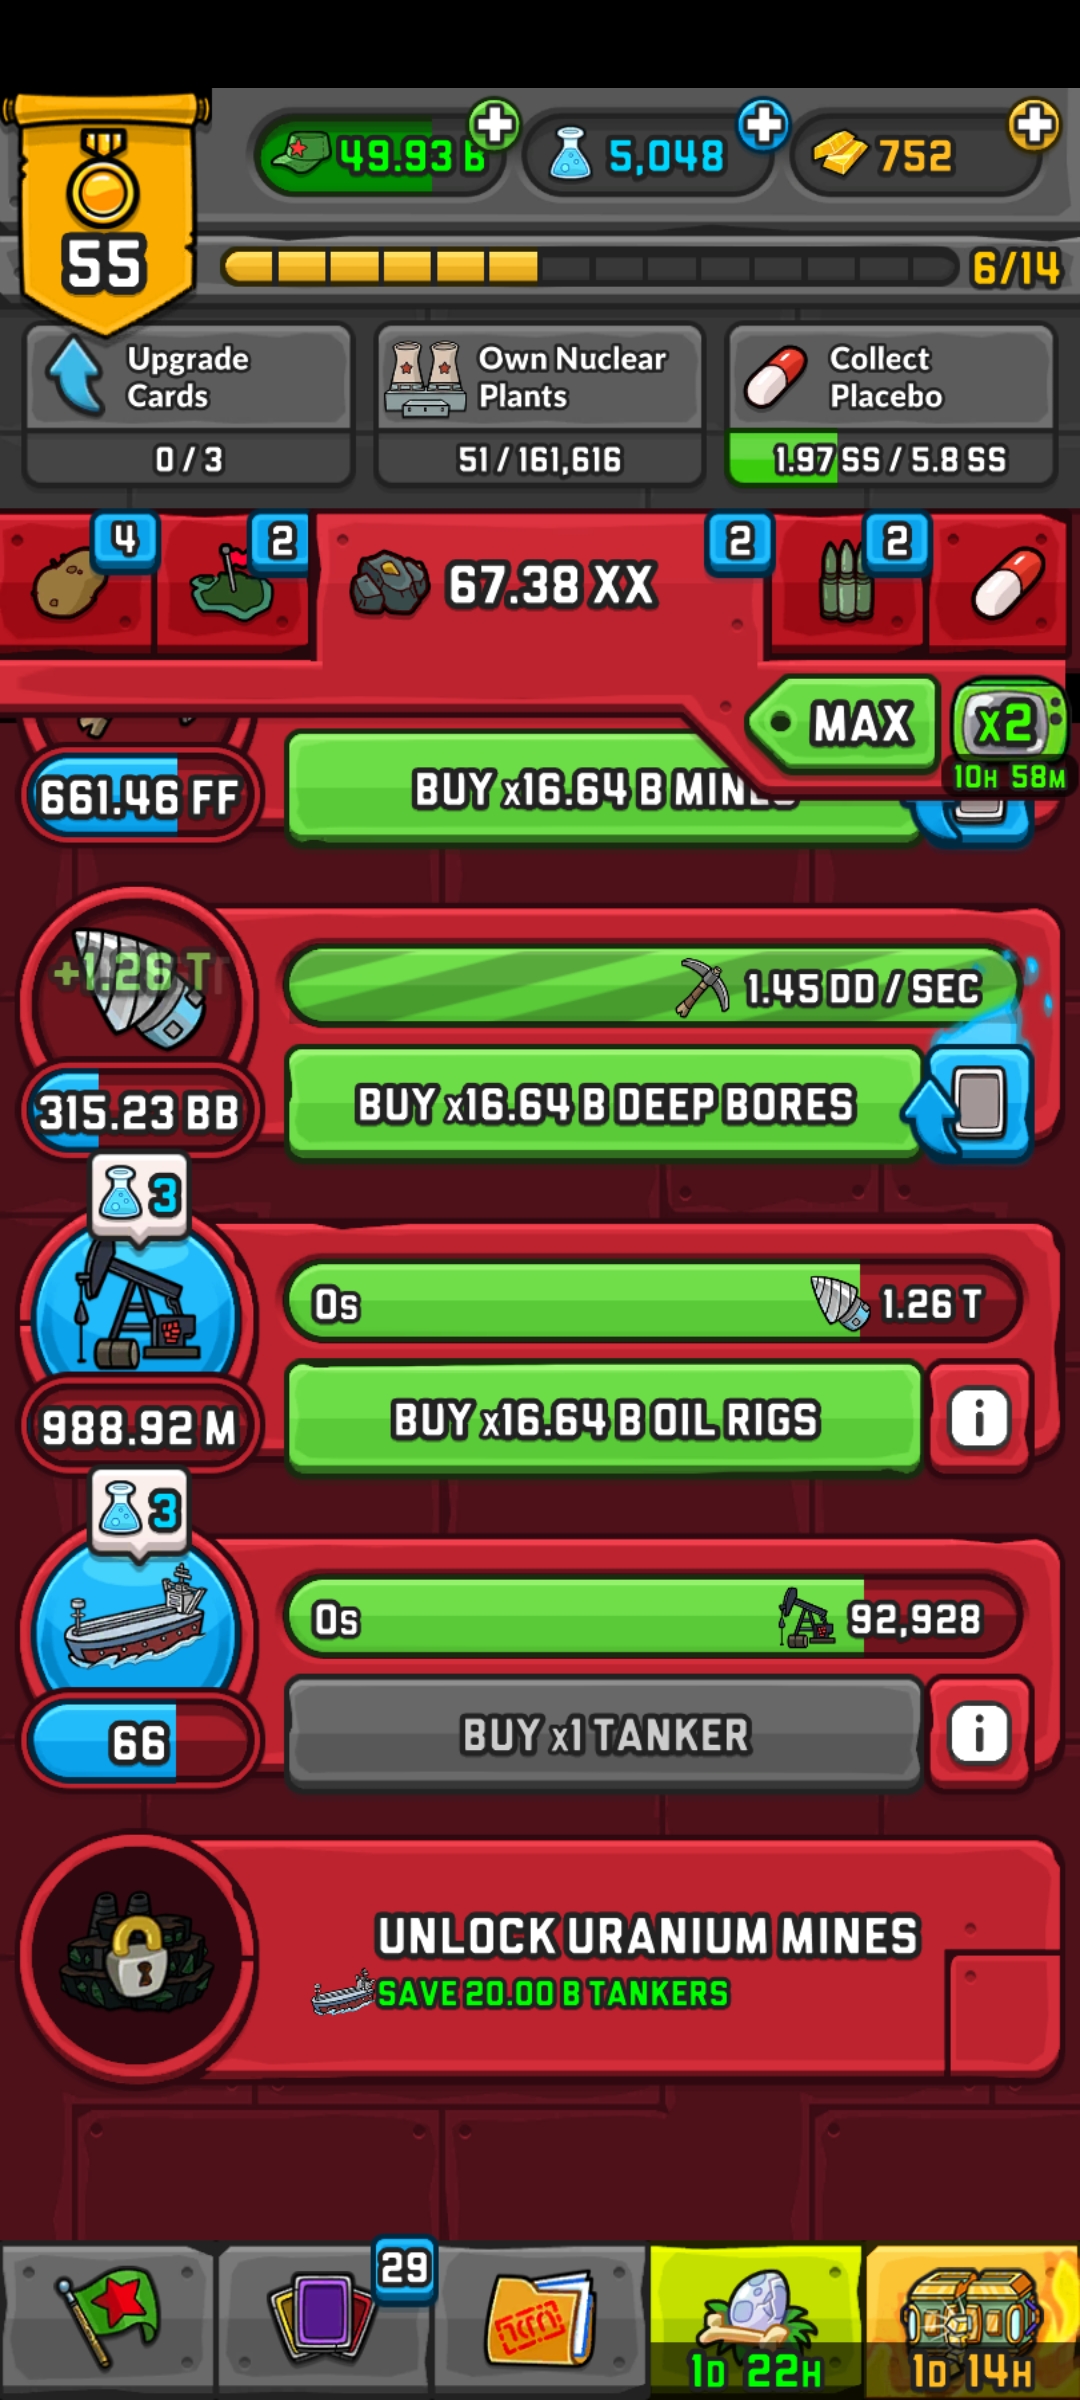 49.93 B
5,048
752
55
6/14
Upgrade
Cards
0 / 3
Own Nuclear
Plants
51 / 161,616
Collect
Placebo
1.97 SS / 5.8 SS
4
2
67.38 XX
2
2
MAX
X2
10H 58M
661.46 FF
BUY x16.64 B MINES
+1.26 T
1.45 DD / SEC
315.23 BB
BUY x16.64 B DEEP BORES
3
0s
1.26 T
988.92 M
BUY x16.64 B OIL RIGS
i
3
0s
92,928
66
BUY x1 TANKER
i
UNLOCK URANIUM MINES
SAVE 20.00 B TANKERS
29
1D 22H
1D 14H